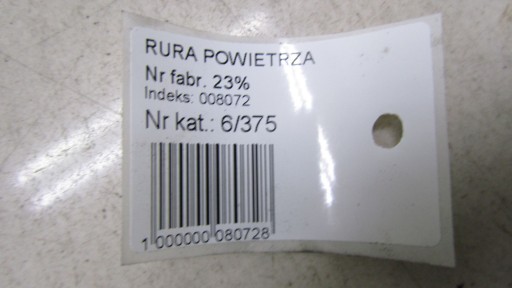 RURA POWIETRZA
Nr fabr. 23%
Indeks: 008072
Nr kat.: 6/375
1 000000 080728